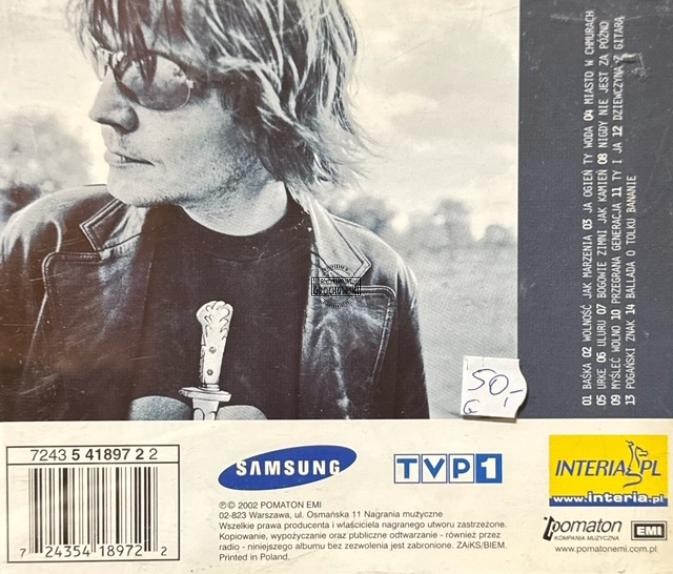 01 BAŚKA 02 WOLNOŚĆ JAK MARZENIA 03 JA OGIEŃ TY WODA 04 MIASTO W CHMURACH
05 URKE 06 ULURU 07 BOGOWIE ZIMNI JAK KAMIEŃ 08 NIGDY NIE JEST ZA PÓŹNO
09 MYŚLEĆ WOLNO 10 PRZEGRANA GENERACJA 11 TY I JA 12 DZIEWCZYNA Z GITARĄ
13 POGAŃSKI ZNAK 14 BALLADA O TOLKU BANANIE
50,-
G
7243 5 41897 2 2
7 24354 18972 2
SAMSUNG
TVP1
℗© 2002 POMATON EMI
02-823 Warszawa, ul. Osmańska 11 Nagrania muzyczne
Wszelkie prawa producenta i właściciela nagranego utworu zastrzeżone.
Kopiowanie, wypożyczanie oraz publiczne odtwarzanie - również przez
radio - niniejszego albumu bez zezwolenia jest zabronione. ZAiKS/BIEM.
Printed in Poland.
INTERIA.PL
www.interia.pl
pomaton EMI
KOMPANIA MUZYCZNA
www.pomatonemi.com.pl